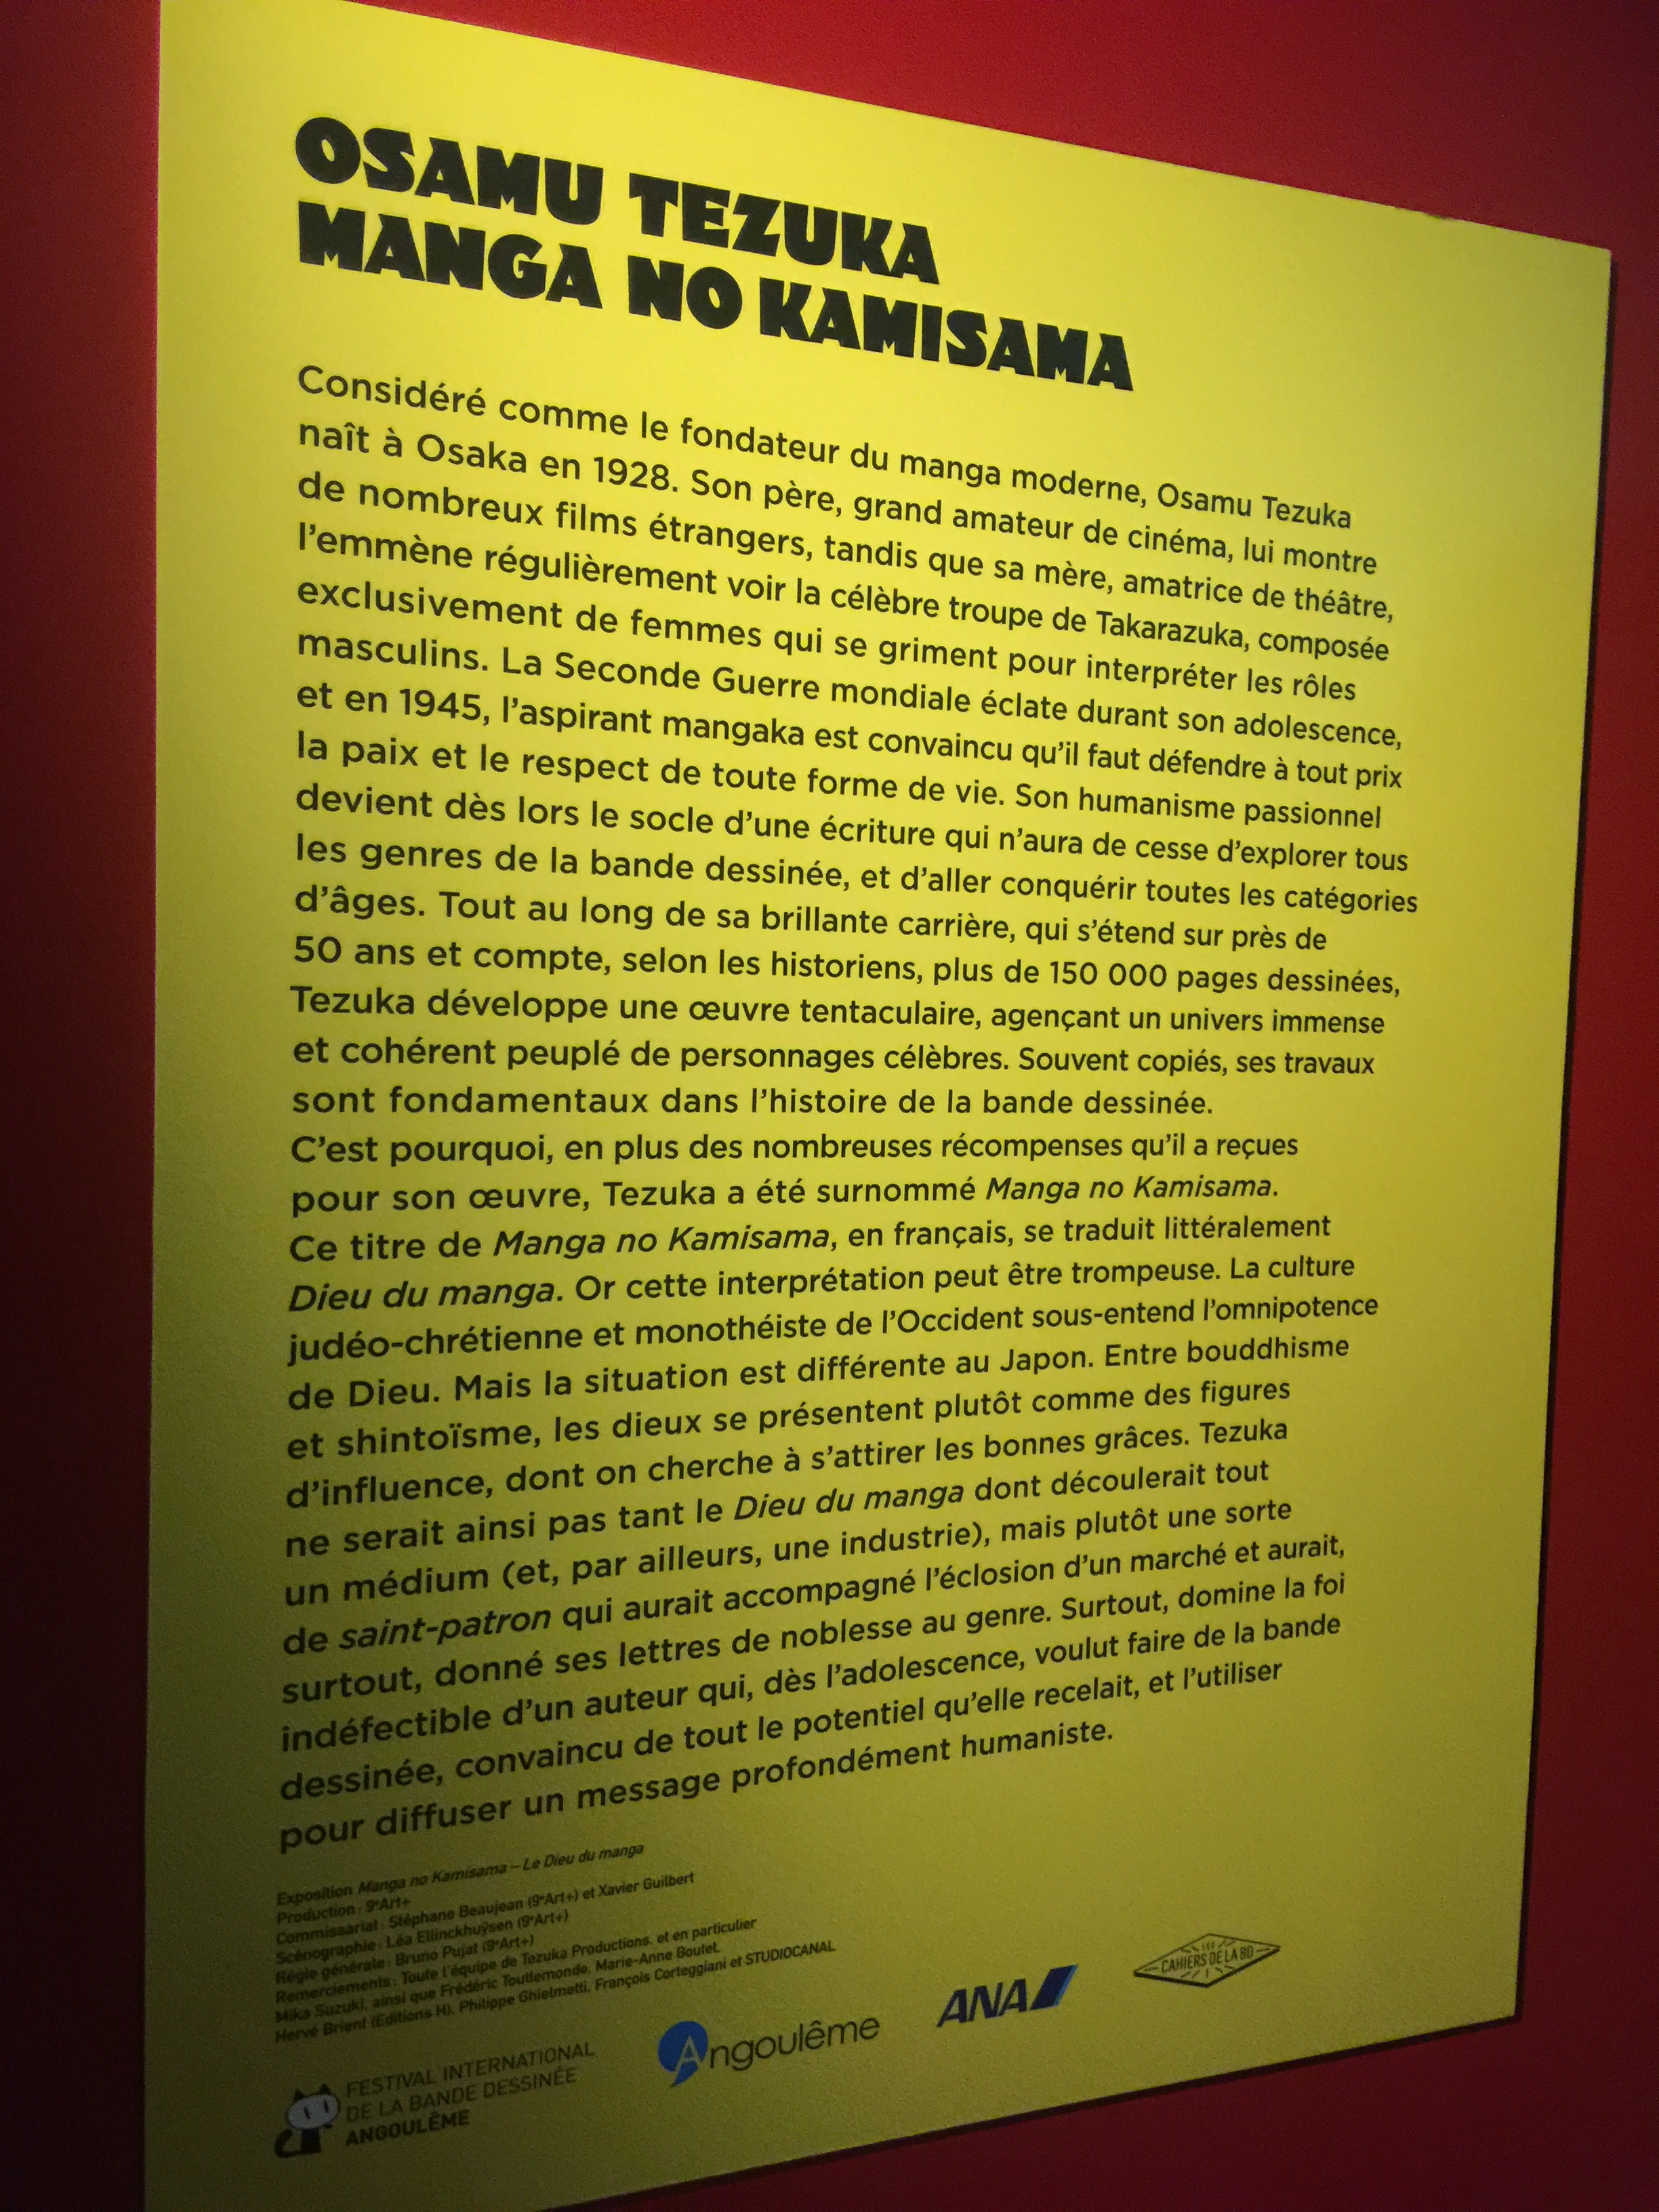 OSAMU TEZUKA
MANGA NO KAMISAMA
Considéré comme le fondateur du manga moderne, Osamu Tezuka
naît à Osaka en 1928. Son père, grand amateur de cinéma, lui montre
de nombreux films étrangers, tandis que sa mère, amatrice de théâtre,
l'emmène régulièrement voir la célèbre troupe de Takarazuka, composée
exclusivement de femmes qui se griment pour interpréter les rôles
masculins. La Seconde Guerre mondiale éclate durant son adolescence,
et en 1945, l'aspirant mangaka est convaincu qu'il faut défendre à tout prix
la paix et le respect de toute forme de vie. Son humanisme passionnel
devient dès lors le socle d'une écriture qui n'aura de cesse d'explorer tous
les genres de la bande dessinée, et d'aller conquérir toutes les catégories
d'âges. Tout au long de sa brillante carrière, qui s'étend sur près de
50 ans et compte, selon les historiens, plus de 150 000 pages dessinées,
Tezuka développe une œuvre tentaculaire, agençant un univers immense
et cohérent peuplé de personnages célèbres. Souvent copiés, ses travaux
sont fondamentaux dans l'histoire de la bande dessinée.
C'est pourquoi, en plus des nombreuses récompenses qu'il a reçues
pour son œuvre, Tezuka a été surnommé Manga no Kamisama.
Ce titre de Manga no Kamisama, en français, se traduit littéralement
Dieu du manga. Or cette interprétation peut être trompeuse. La culture
judéo-chrétienne et monothéiste de l'Occident sous-entend l'omnipotence
de Dieu. Mais la situation est différente au Japon. Entre bouddhisme
et shintoïsme, les dieux se présentent plutôt comme des figures
d'influence, dont on cherche à s'attirer les bonnes grâces. Tezuka
ne serait ainsi pas tant le Dieu du manga dont découlerait tout
un médium (et, par ailleurs, une industrie), mais plutôt une sorte
de saint-patron qui aurait accompagné l'éclosion d'un marché et aurait,
surtout, donné ses lettres de noblesse au genre. Surtout, domine la foi
indéfectible d'un auteur qui, dès l'adolescence, voulut faire de la bande
dessinée, convaincu de tout le potentiel qu'elle recelait, et l'utiliser
pour diffuser un message profondément humaniste.
Exposition Manga no Kamisama – Le Dieu du manga
Production : 9eArt+
Commissariat : Stéphane Beaujean (9eArt+) et Xavier Guilbert
Scénographie : Léa Ellinckhuÿsen (9eArt+)
Régie générale : Bruno Pujat (9eArt+)
Remerciements : Toute l'équipe de Tezuka Productions, et en particulier
Mika Suzuki, ainsi que Frédéric Toutlemonde, Marie-Anne Boutet,
Hervé Brient (Editions H), Philippe Ghielmetti, François Corteggiani et STUDIOCANAL
FESTIVAL INTERNATIONAL
DE LA BANDE DESSINÉE
ANGOULÊME
Angoulême
ANA
LES
CAHIERS DE LA BD